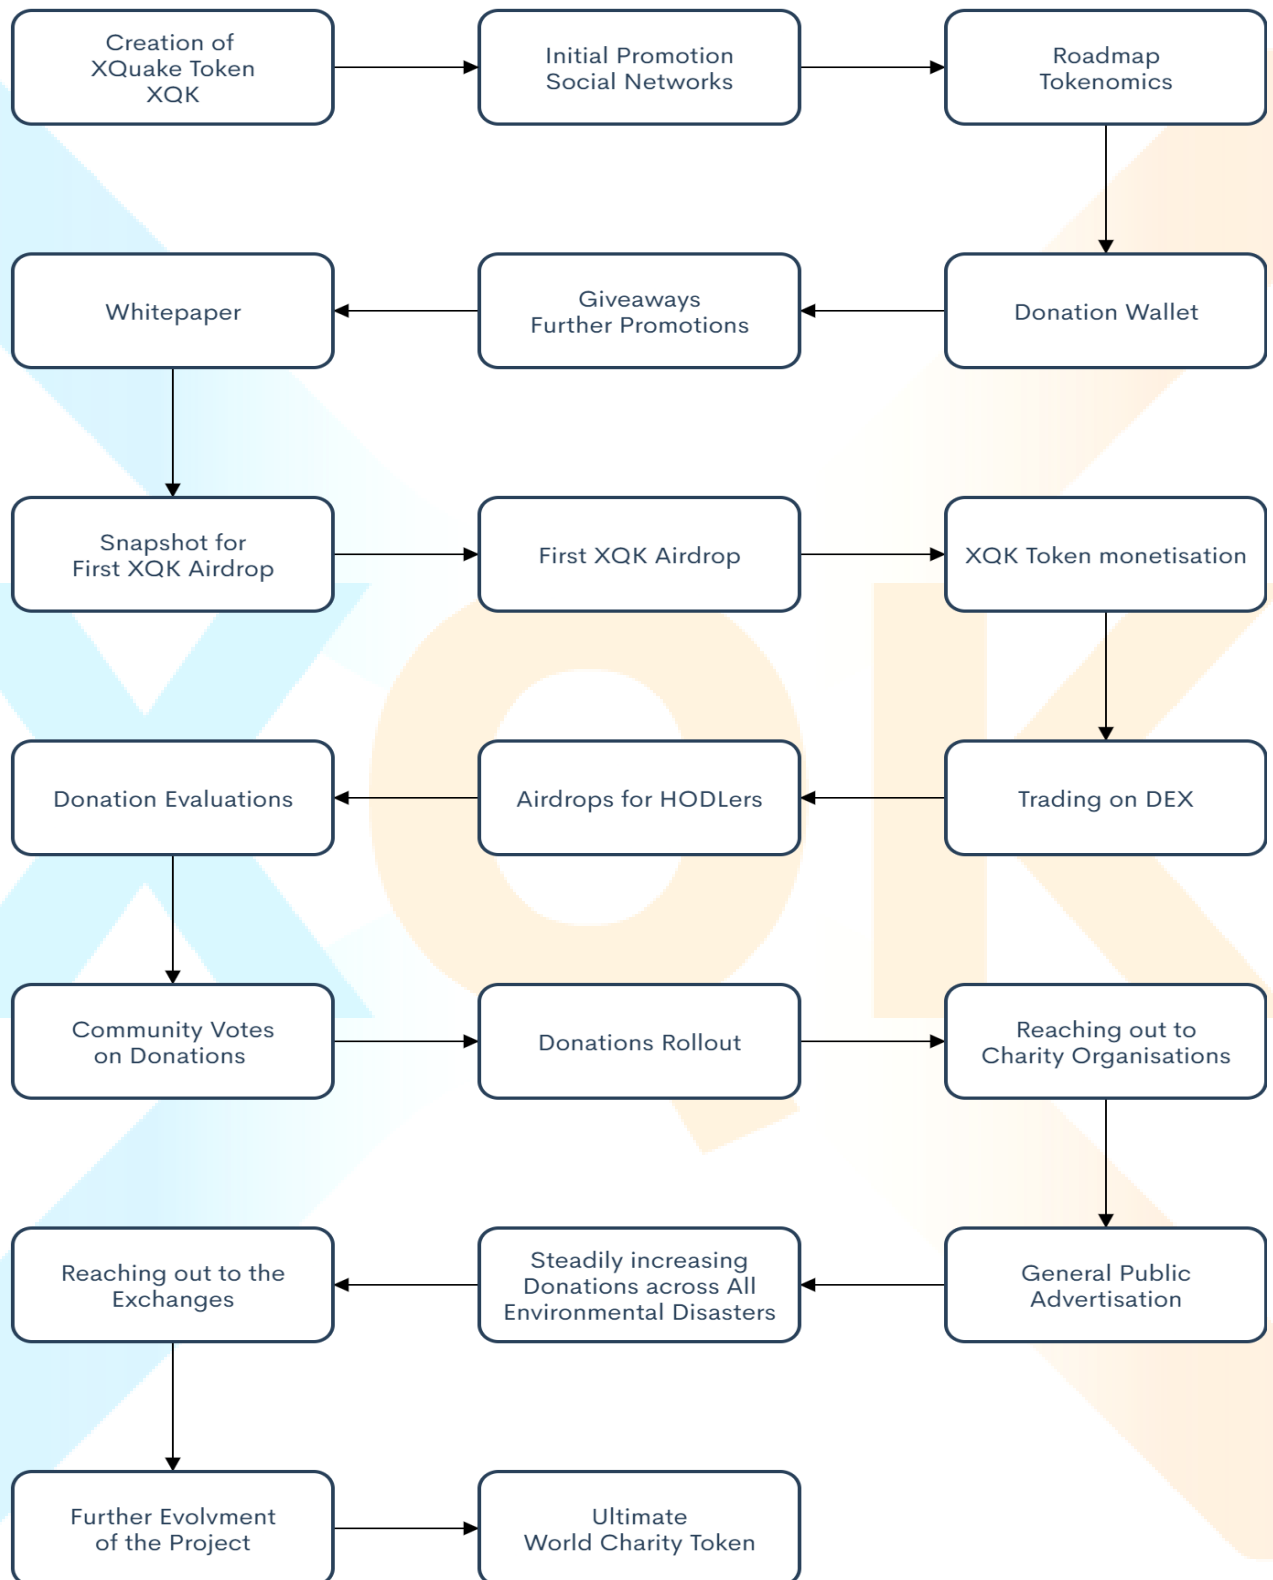 Creation of
XQuake Token
XQK
Initial Promotion
Social Networks
Roadmap
Tokenomics
Donation Wallet
Giveaways
Further Promotions
Whitepaper
Snapshot for
First XQK Airdrop
First XQK Airdrop
XQK Token monetisation
Trading on DEX
Airdrops for HODLers
Donation Evaluations
Community Votes
on Donations
Donations Rollout
Reaching out to
Charity Organisations
General Public
Advertisation
Steadily increasing
Donations across All
Environmental Disasters
Reaching out to the
Exchanges
Further Evolvment
of the Project
Ultimate
World Charity Token
XQK